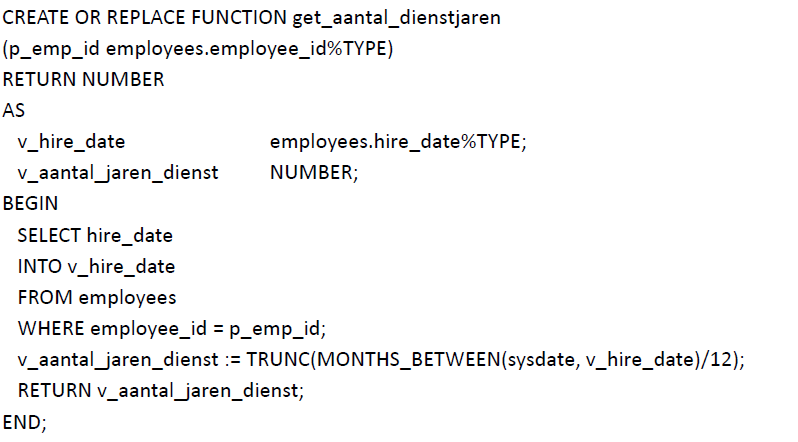 CREATE OR REPLACE FUNCTION get_aantal_dienstjaren
(p_emp_id employees.employee_id%TYPE)
RETURN NUMBER
AS
v_hire_date employees.hire_date%TYPE;
v_aantal_jaren_dienst NUMBER;
BEGIN
SELECT hire_date
INTO v_hire_date
FROM employees
WHERE employee_id = p_emp_id;
v_aantal_jaren_dienst := TRUNC(MONTHS_BETWEEN(sysdate, v_hire_date)/12);
RETURN v_aantal_jaren_dienst;
END;